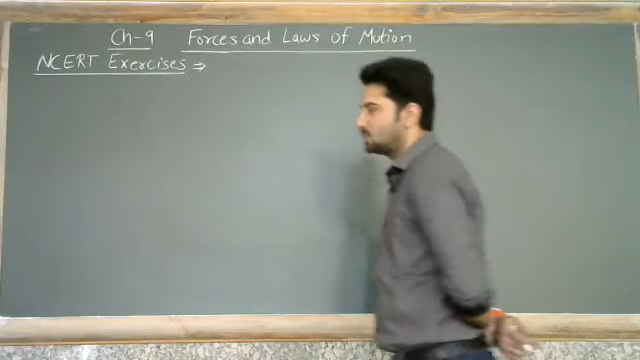 Ch-9 Forces and Laws of Motion
NCERT Exercises ⇒